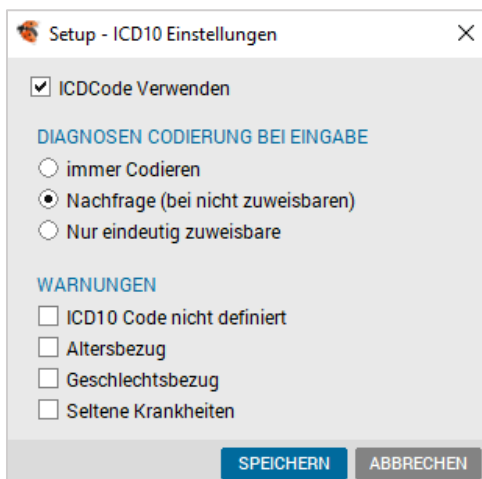 Setup - ICD10 Einstellungen
ICDCode Verwenden
DIAGNOSEN CODIERUNG BEI EINGABE
immer Codieren
Nachfrage (bei nicht zuweisbaren)
Nur eindeutig zuweisbare
WARNUNGEN
ICD10 Code nicht definiert
Altersbezug
Geschlechtsbezug
Seltene Krankheiten
SPEICHERN ABBRECHEN